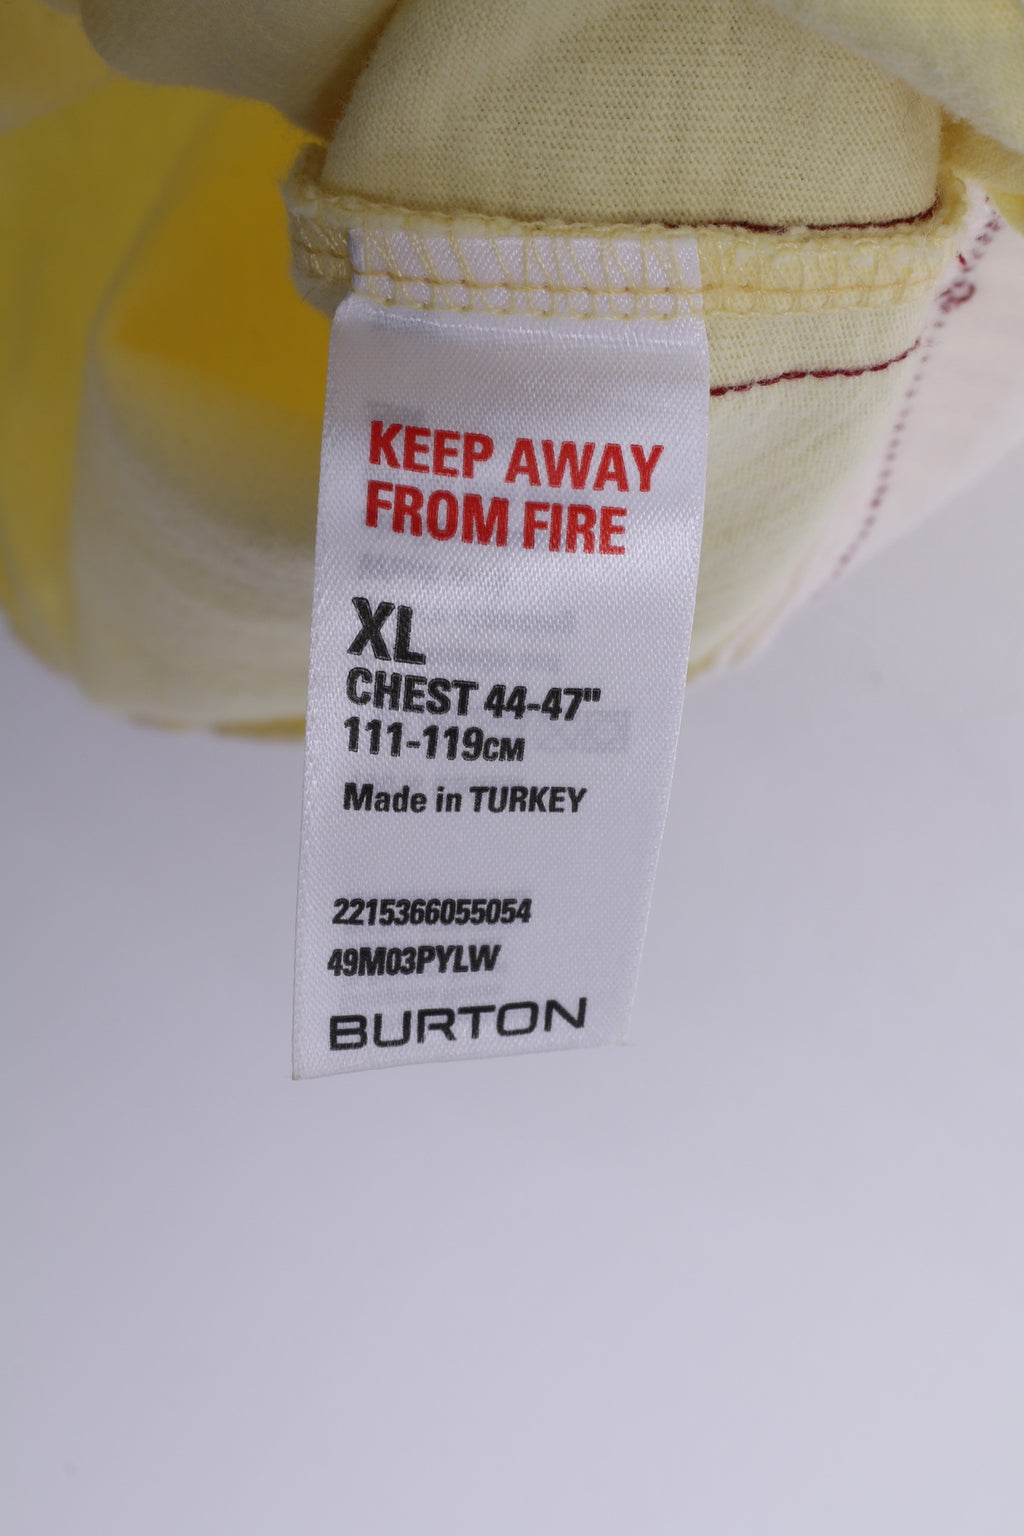 KEEP AWAY
FROM FIRE
XL
CHEST 44-47"
111-119CM
Made in TURKEY
2215366055054
49M03PYLW
BURTON